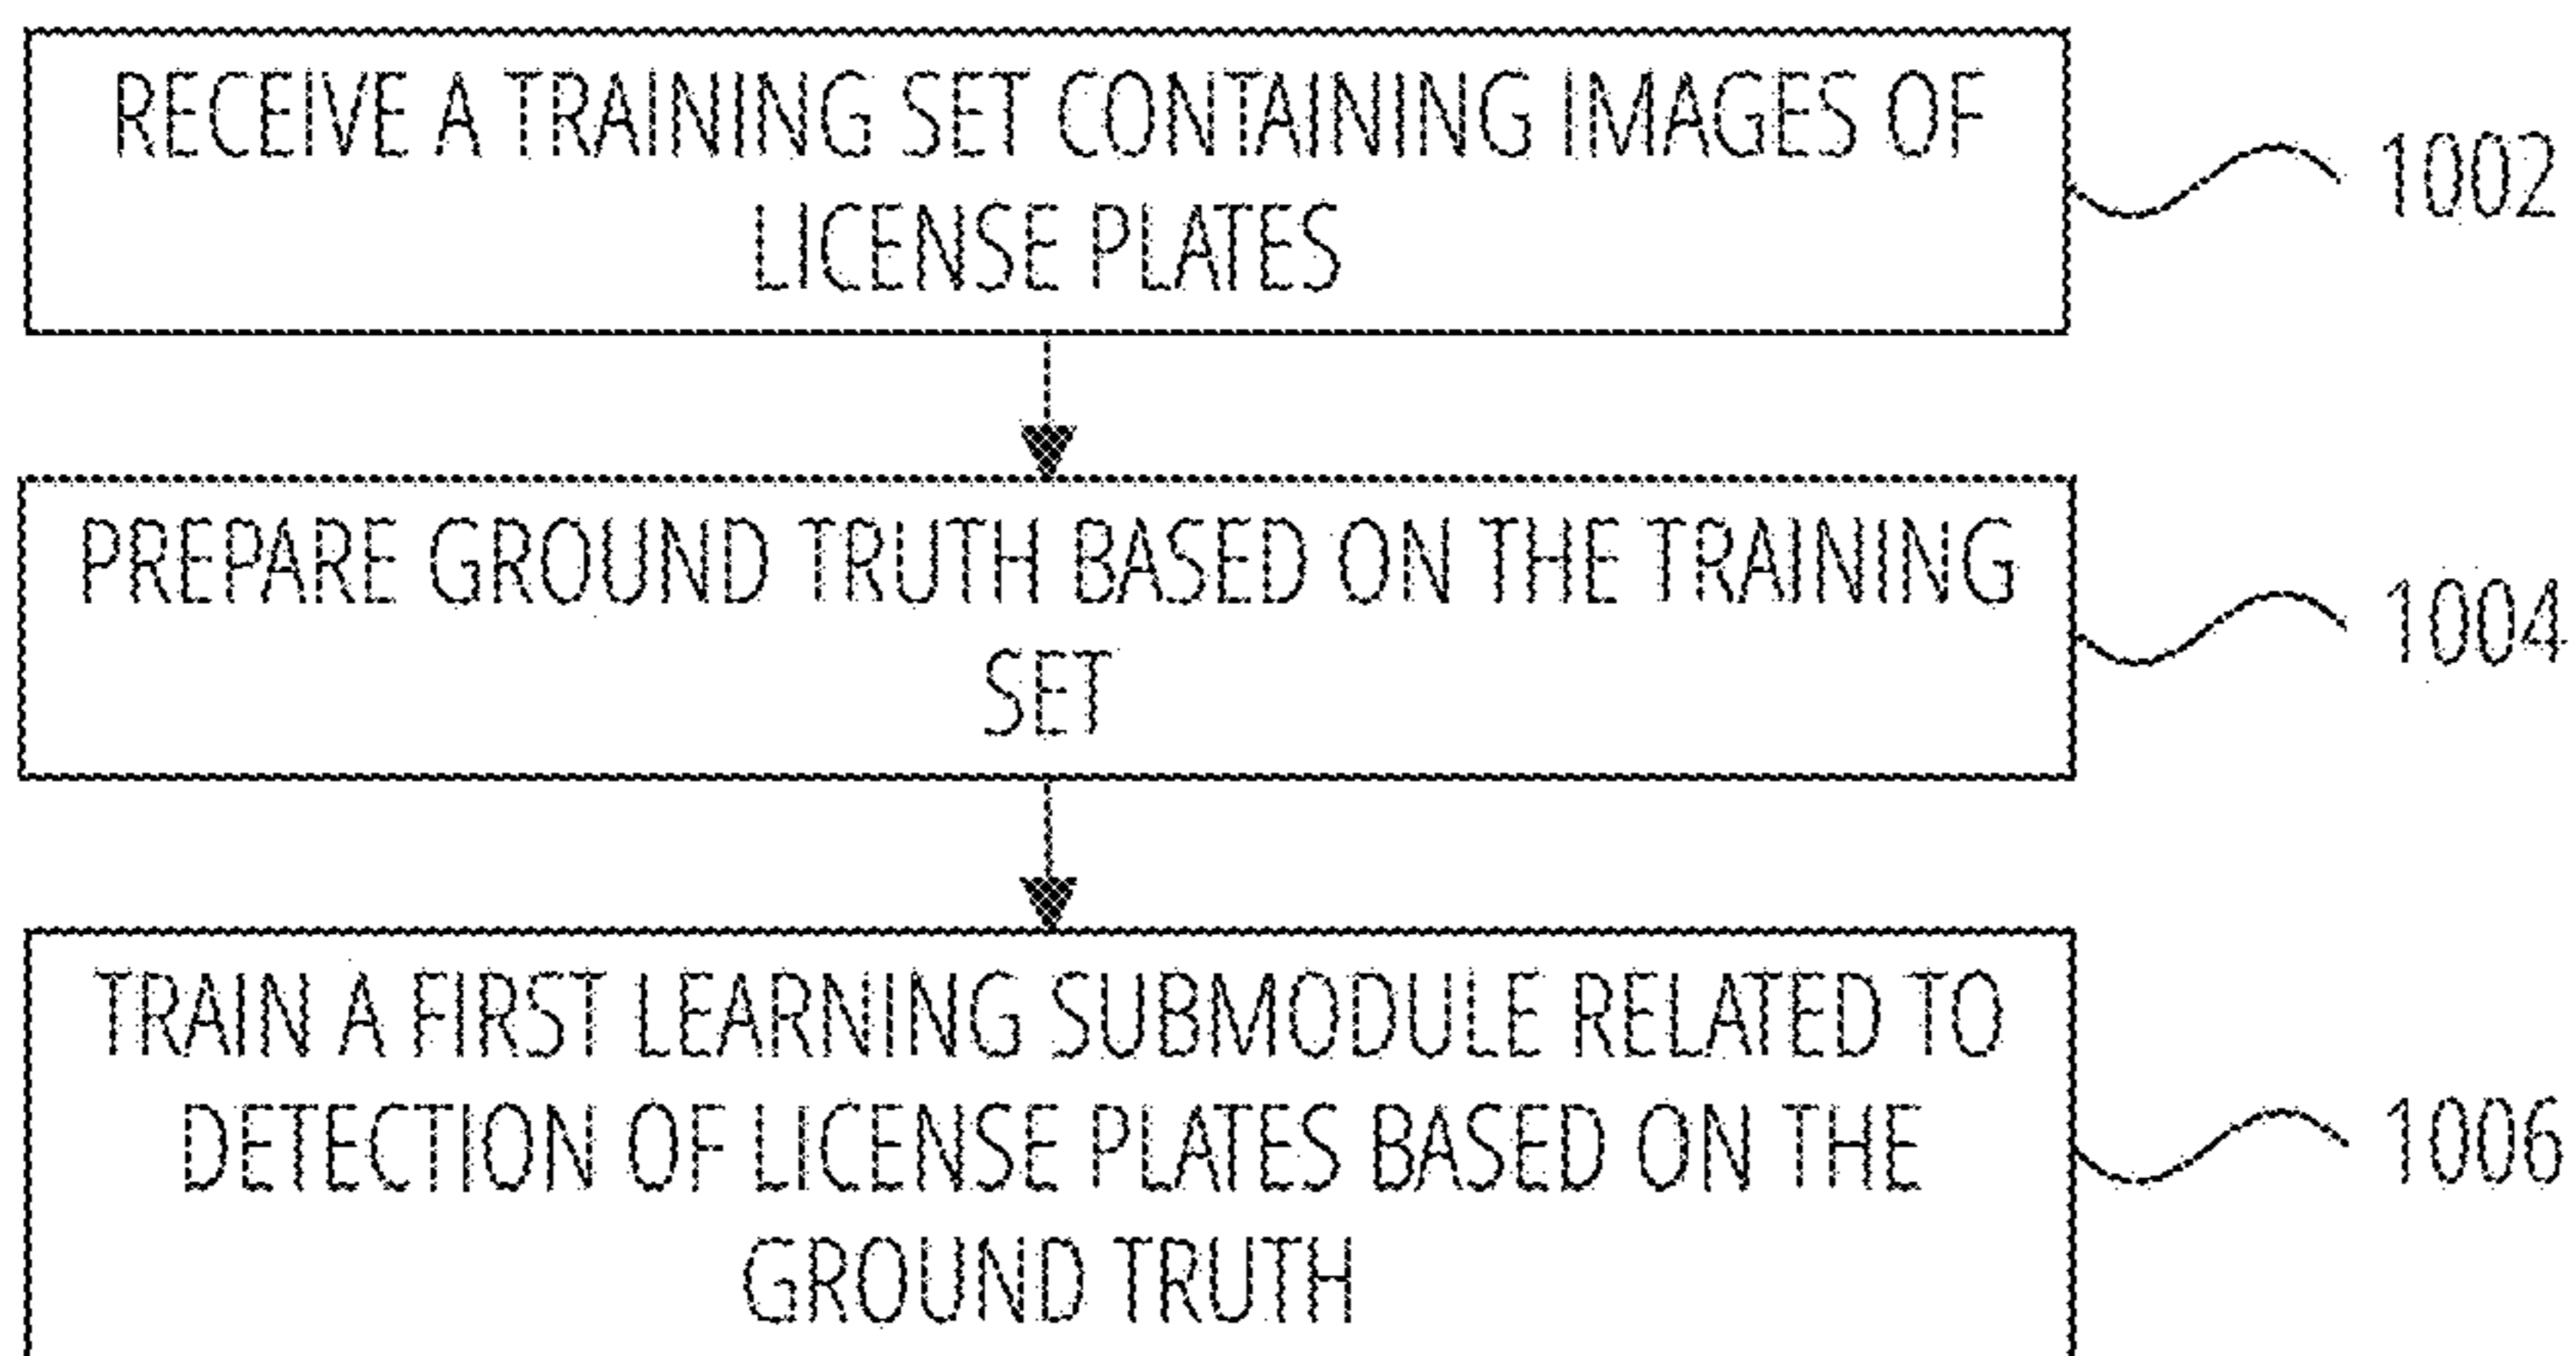 RECEIVE A TRAINING SET CONTAINING IMAGES OF
LICENSE PLATES
1002
PREPARE GROUND TRUTH BASED ON THE TRAINING
SET
1004
TRAIN A FIRST LEARNING SUBMODULE RELATED TO
DETECTION OF LICENSE PLATES BASED ON THE
GROUND TRUTH
1006